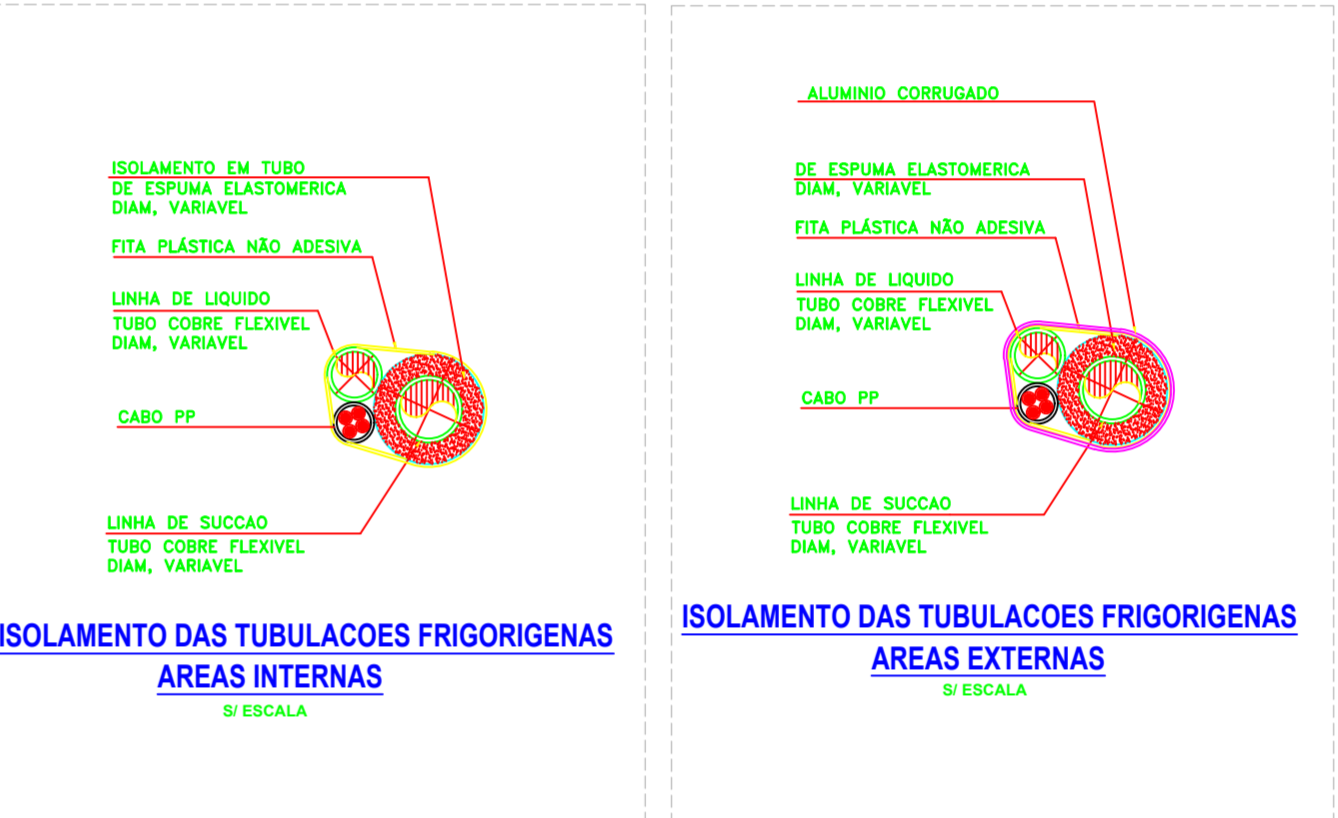 ISOLAMENTO EM TUBO
DE ESPUMA ELASTOMERICA
DIAM, VARIAVEL
FITA PLÁSTICA NÃO ADESIVA
LINHA DE LIQUIDO
TUBO COBRE FLEXIVEL
DIAM, VARIAVEL
CABO PP
LINHA DE SUCCAO
TUBO COBRE FLEXIVEL
DIAM, VARIAVEL
ISOLAMENTO DAS TUBULACOES FRIGORIGENAS
AREAS INTERNAS
S/ ESCALA
ALUMINIO CORRUGADO
DE ESPUMA ELASTOMERICA
DIAM, VARIAVEL
FITA PLÁSTICA NÃO ADESIVA
LINHA DE LIQUIDO
TUBO COBRE FLEXIVEL
DIAM, VARIAVEL
CABO PP
LINHA DE SUCCAO
TUBO COBRE FLEXIVEL
DIAM, VARIAVEL
ISOLAMENTO DAS TUBULACOES FRIGORIGENAS
AREAS EXTERNAS
S/ ESCALA